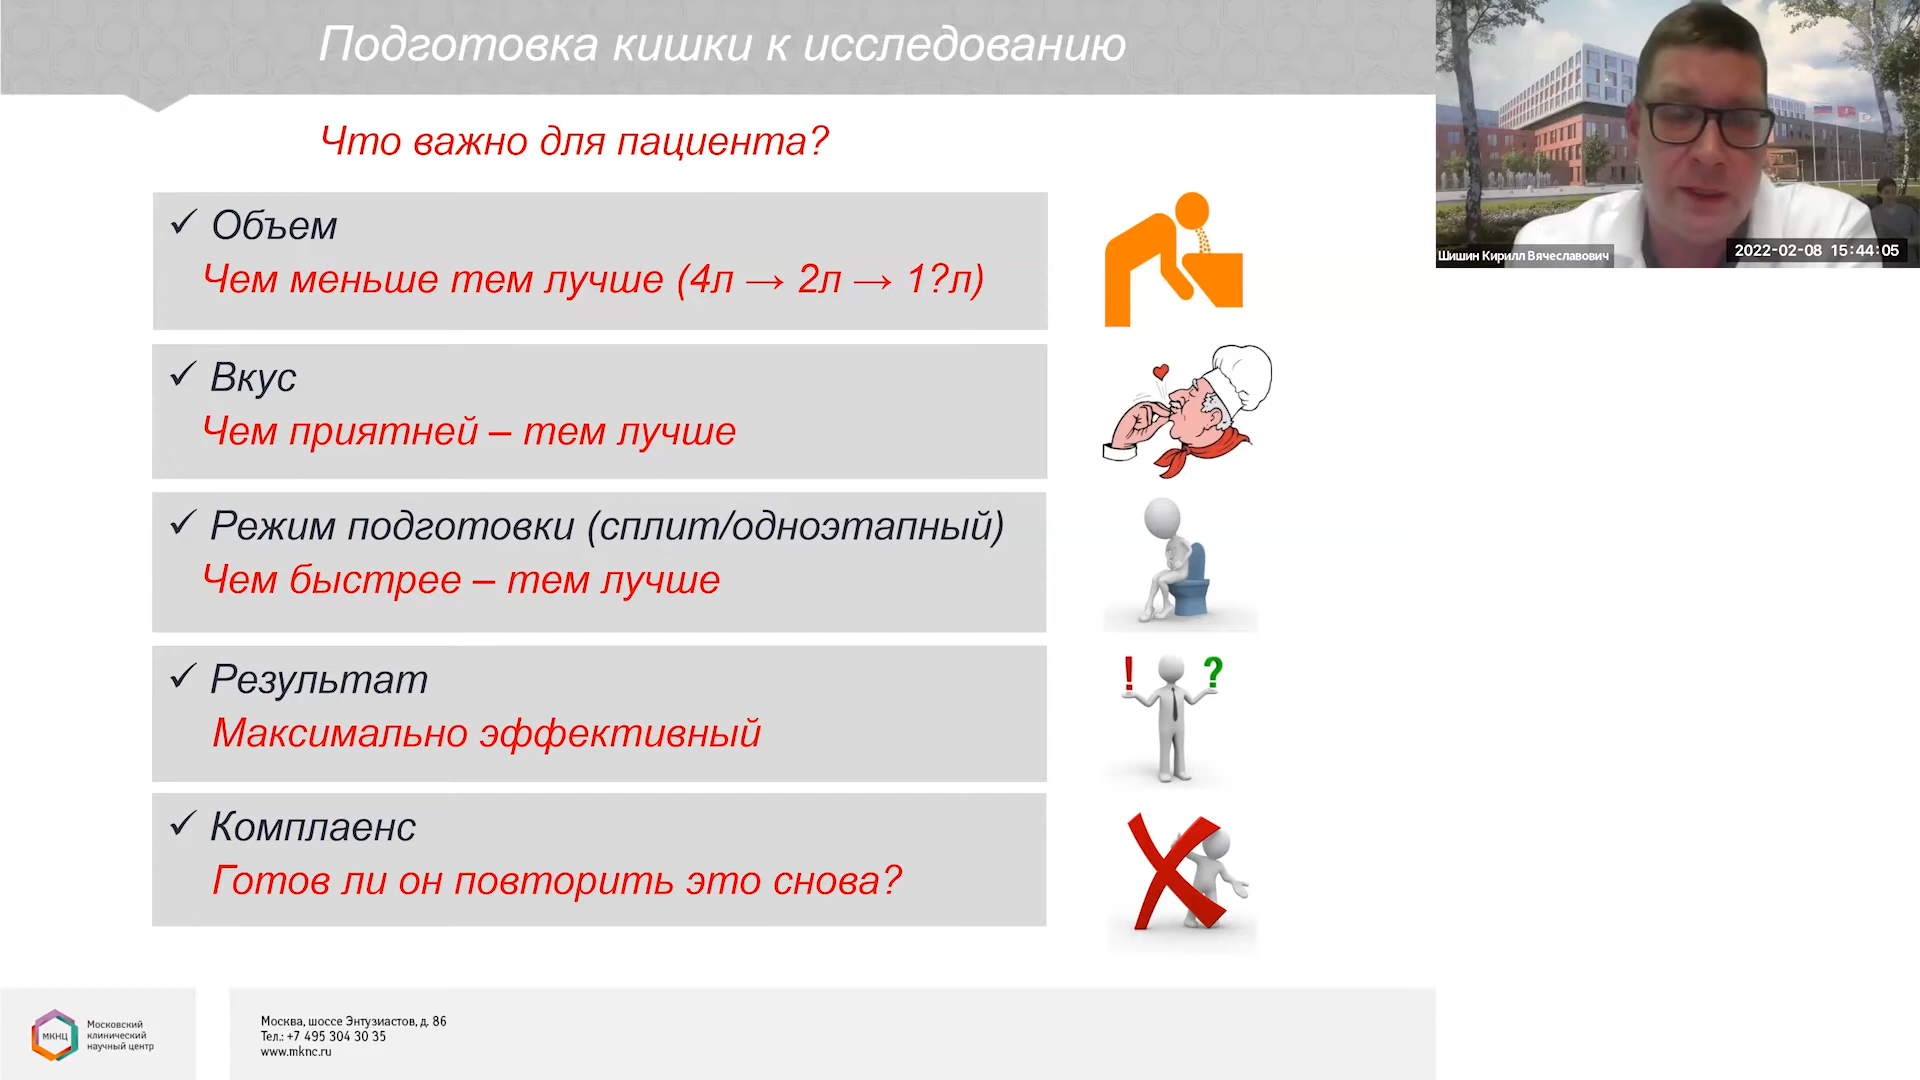 Подготовка кишки к исследованию
Что важно для пациента?
✓ Объем
Чем меньше тем лучше (4л → 2л → 1?л)
✓ Вкус
Чем приятней – тем лучше
✓ Режим подготовки (сплит/одноэтапный)
Чем быстрее – тем лучше
✓ Результат
Максимально эффективный
✓ Комплаенс
Готов ли он повторить это снова?
! ?
Шишин Кирилл Вячеславович
2022-02-08 15:44:05
МКНЦ
Московский
клинический
научный центр
Москва, шоссе Энтузиастов, д. 86
Тел.: +7 495 304 30 35
www.mknc.ru